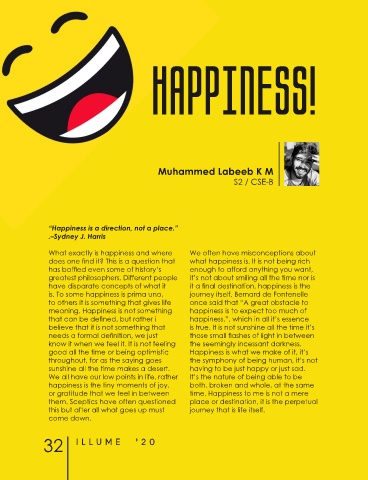 HAPPINESS!
Muhammed Labeeb K M
S2 / CSE-B
"Happiness is a direction, not a place."
.–Sydney J. Harris
What exactly is happiness and where
does one find it? This is a question that
has baffled even some of history's
greatest philosophers. Different people
have disparate concepts of what it
is. To some happiness is prima uno,
to others it is something that gives life
meaning. Happiness is not something
that can be defined, but rather i
believe that it is not something that
needs a formal definition, we just
know it when we feel it. It is not feeling
good all the time or being optimistic
throughout, for as the saying goes
sunshine all the time makes a desert.
We all have our low points in life, rather
happiness is the tiny moments of joy,
or gratitude that we feel in between
them. Sceptics have often questioned
this but after all what goes up must
come down.
We often have misconceptions about
what happiness is. It is not being rich
enough to afford anything you want,
it's not about smiling all the time nor is
it a final destination, happiness is the
journey itself. Bernard de Fontenelle
once said that "A great obstacle to
happiness is to expect too much of
happiness.", which in all it's essence
is true. It is not sunshine all the time it's
those small flashes of light in between
the seemingly incessant darkness.
Happiness is what we make of it, it's
the symphony of being human, it's not
having to be just happy or just sad.
It's the nature of being able to be
both, broken and whole, all the same
time. Happiness to me is not a mere
place or destination, it is the perpetual
journey that is life itself.
32 ILLUME '20